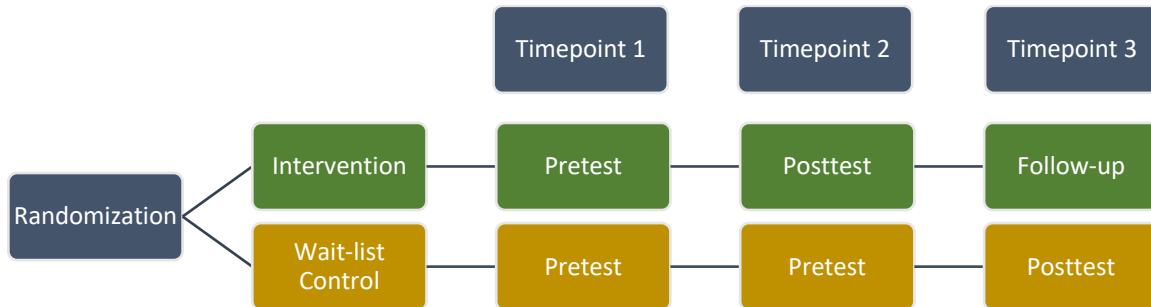 Timepoint 1
Timepoint 2
Timepoint 3
Intervention
Pretest
Posttest
Follow-up
Randomization
Wait-list
Control
Pretest
Pretest
Posttest